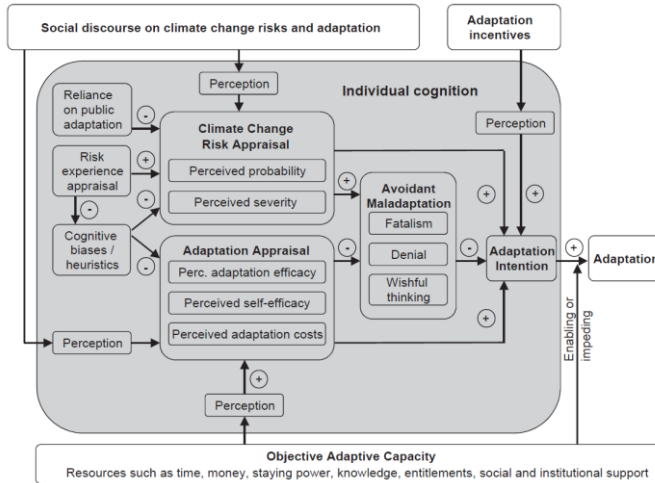 Social discourse on climate change risks and adaptation
Adaptation
incentives
Perception
Individual cognition
Reliance
on public
adaptation
-
Climate Change
Risk Appraisal
Perception
Risk
experience
appraisal
+
Perceived probability
+
Avoidant
Maladaptation
+
+
-
-
Perceived severity
Fatalism
Cognitive
biases /
heuristics
-
Adaptation Appraisal
Perc. adaptation efficacy
-
Denial
-
Adaptation
Intention
+
Adaptation
Perceived self-efficacy
Wishful
thinking
Perception
Perceived adaptation costs
+
Enabling or
impeding
+
Perception
Objective Adaptive Capacity
Resources such as time, money, staying power, knowledge, entitlements, social and institutional support